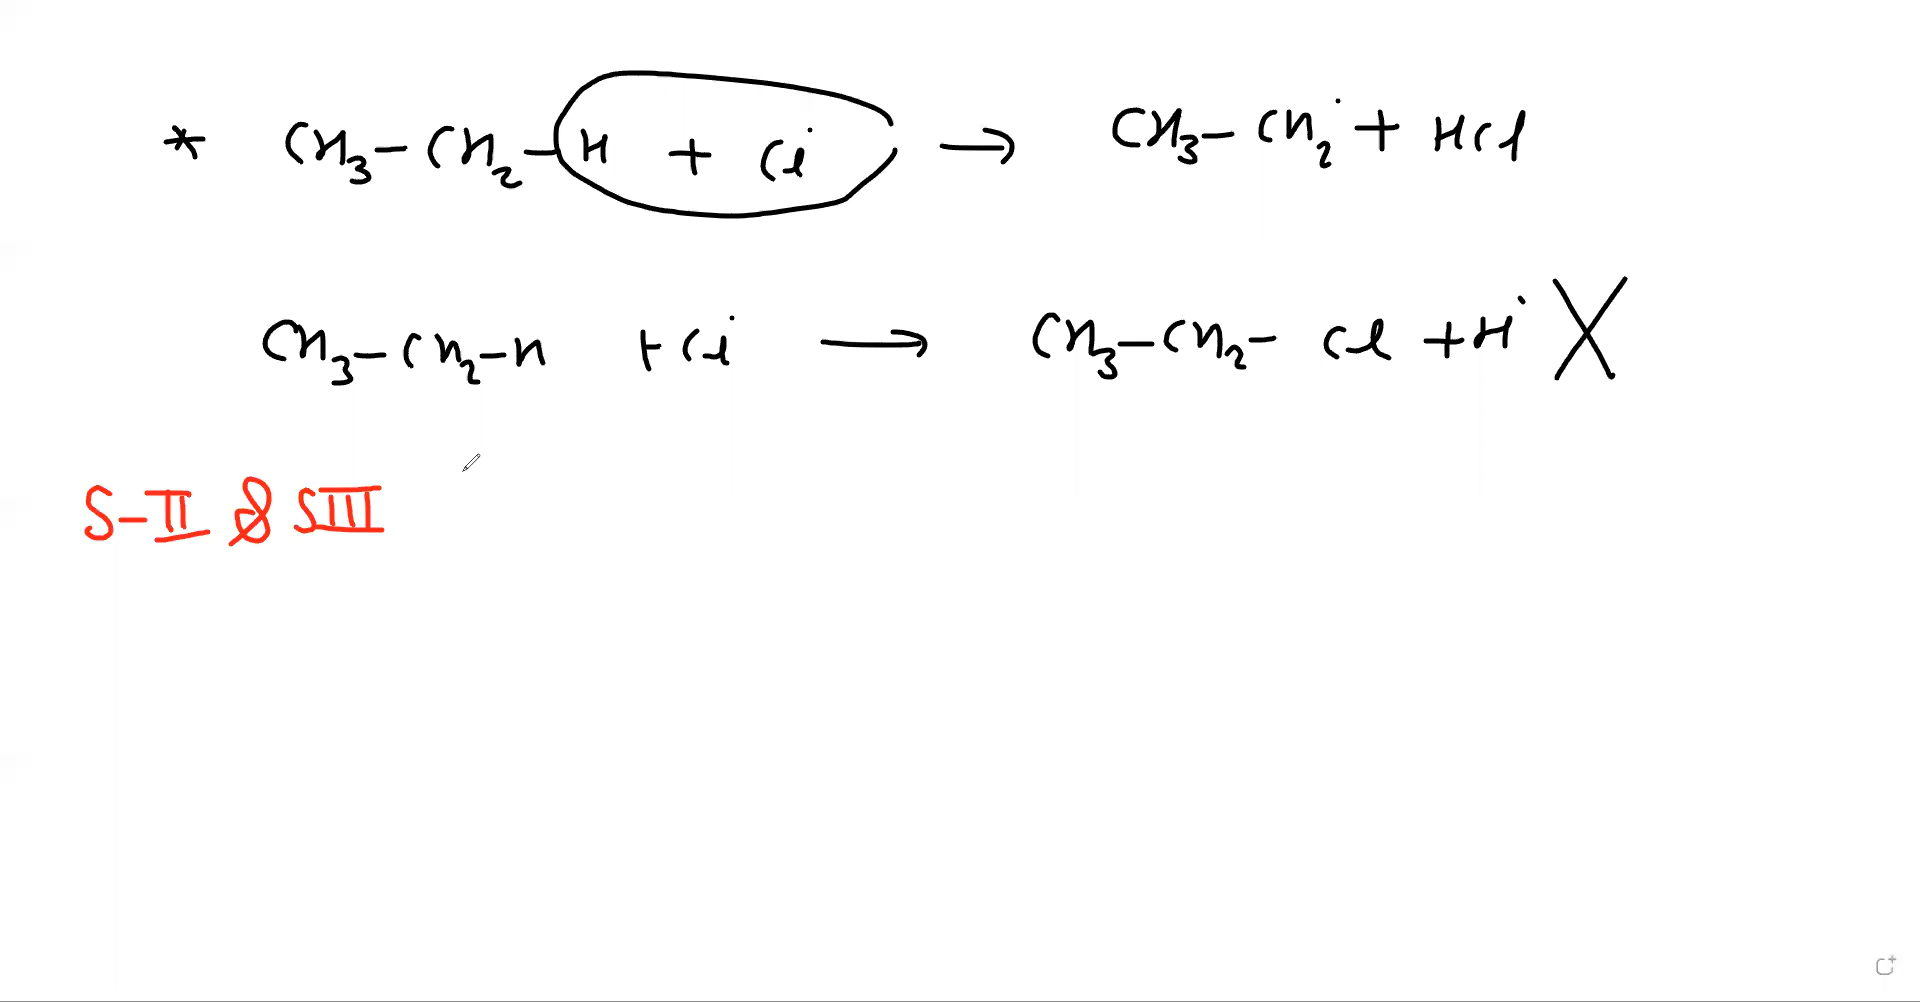 * CH₃–CH₂–H + Cl̇ → CH₃–CH₂̇ + HCl
CH₃–CH₂–H + Cl̇ → CH₃–CH₂–Cl + Ḣ X
S-II & SIII